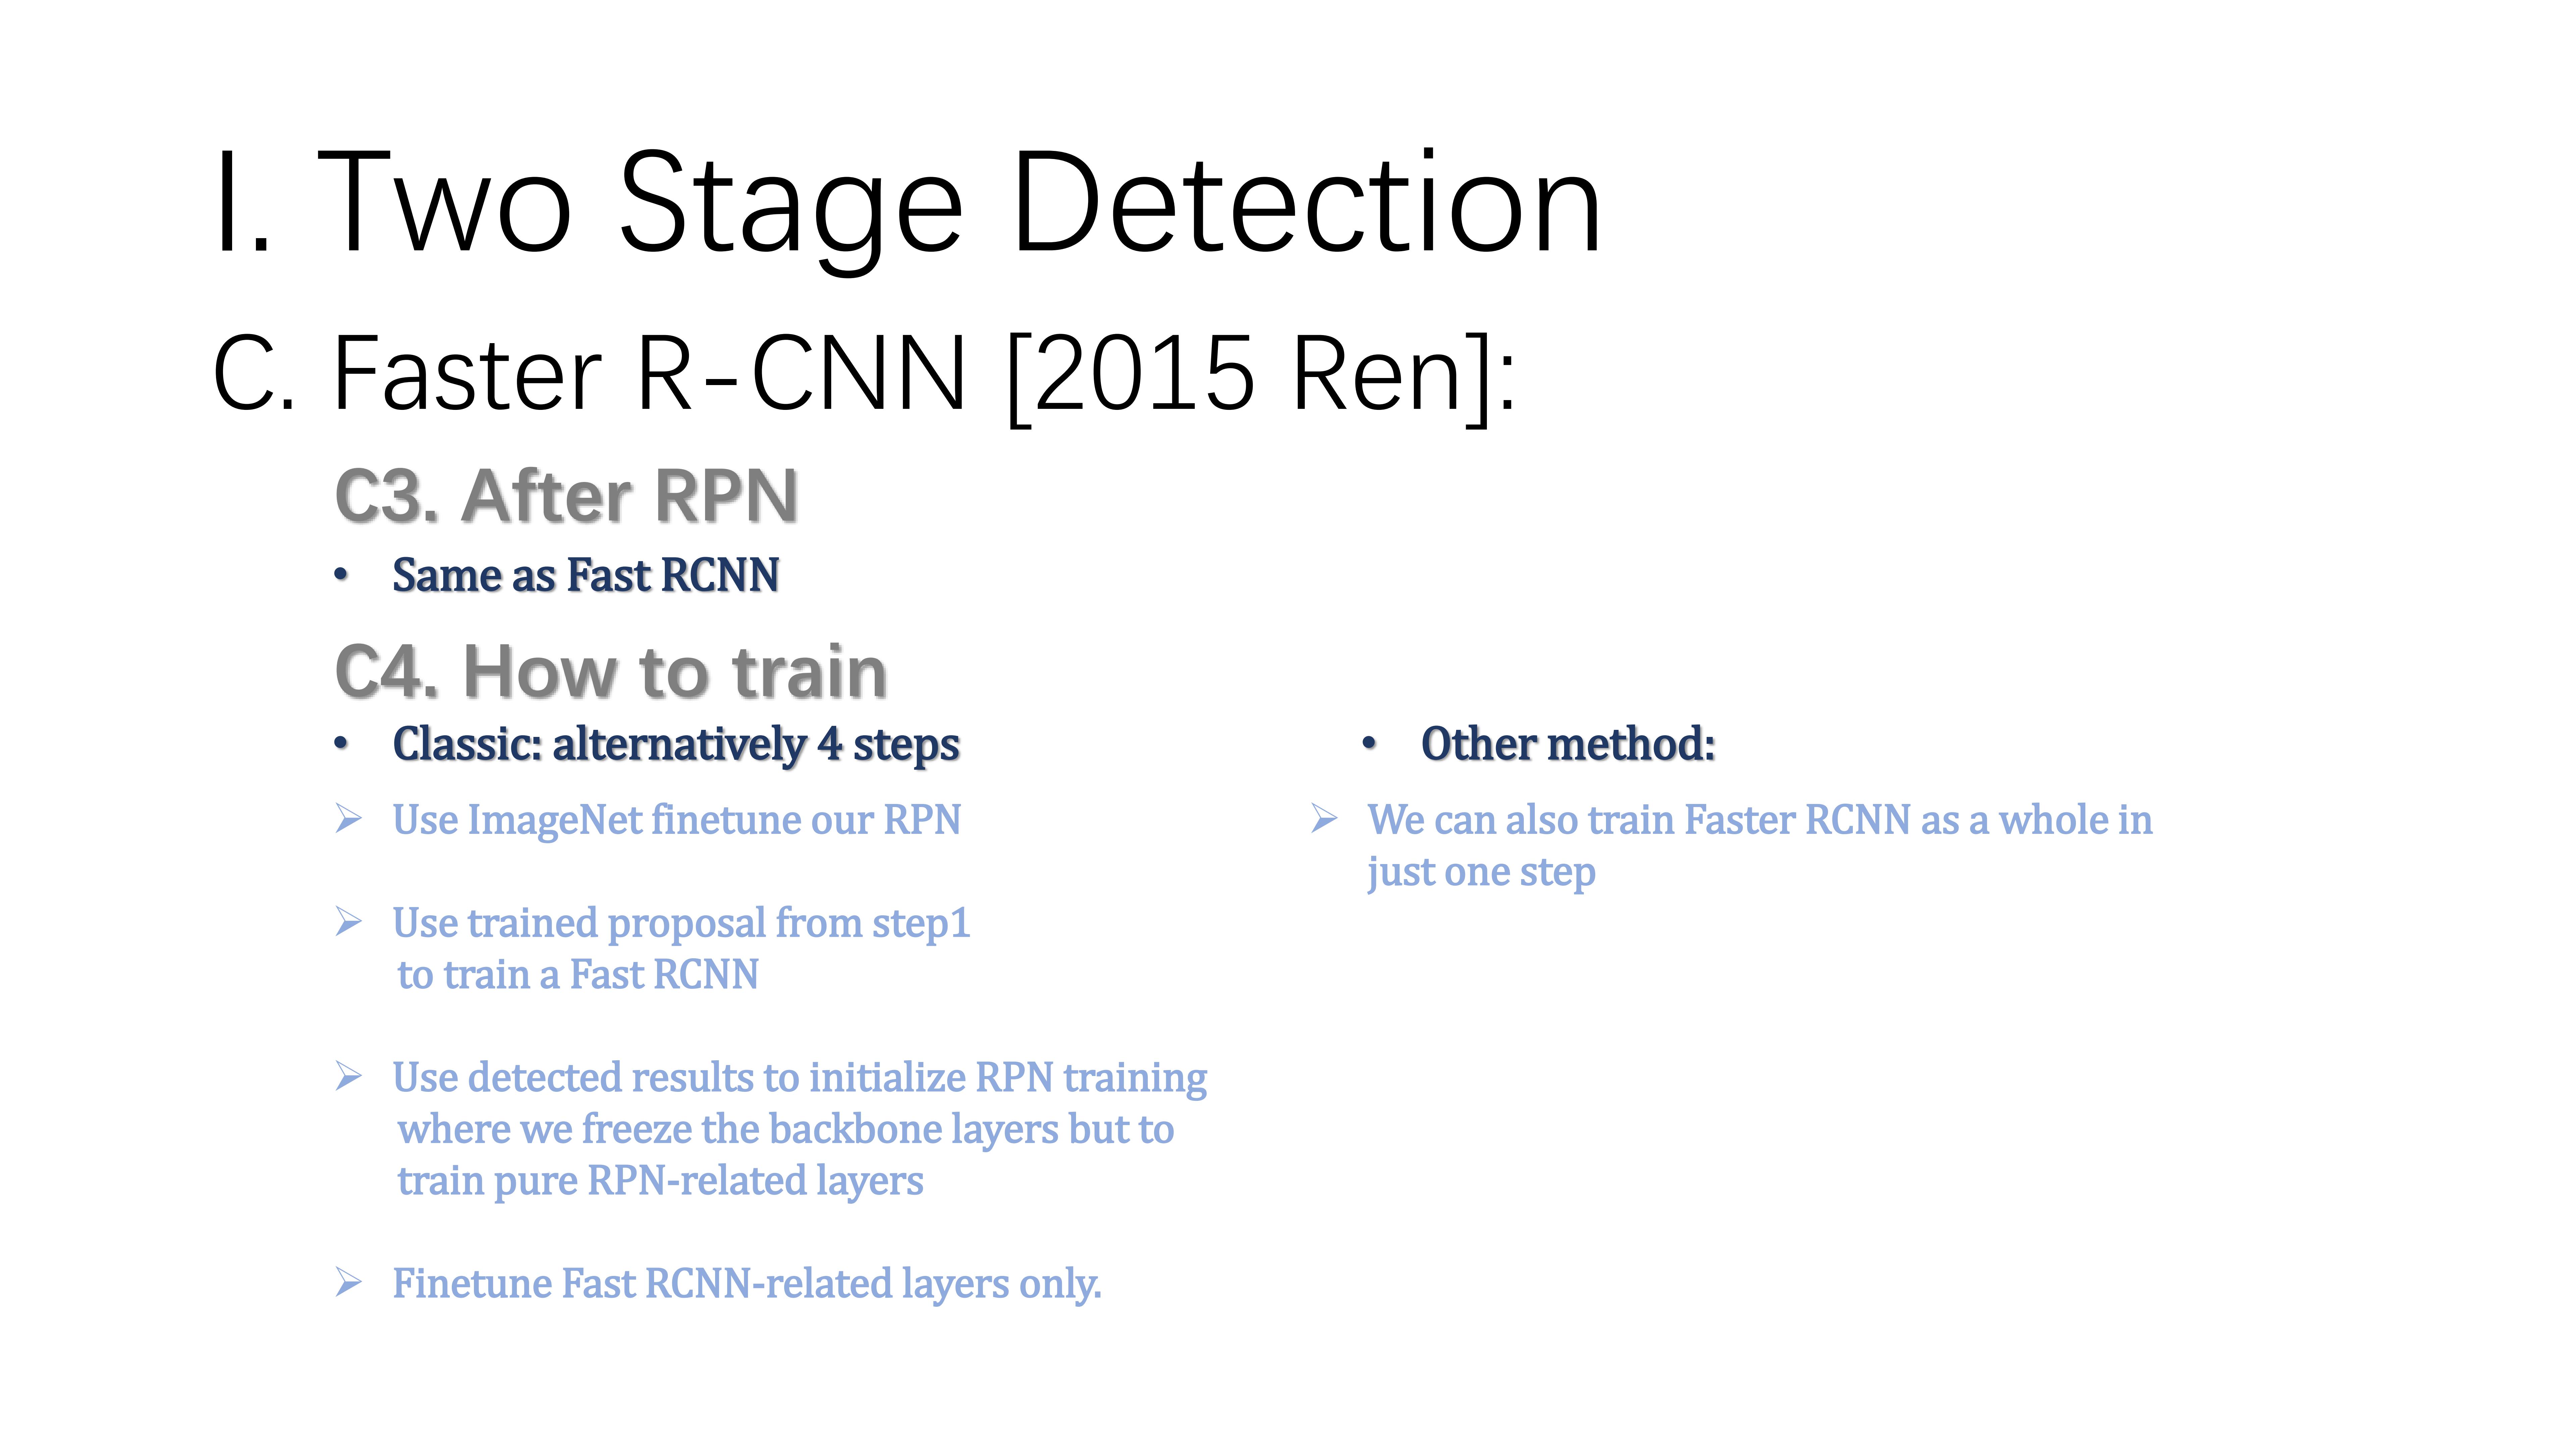 I. Two Stage Detection
C. Faster R-CNN [2015 Ren]:
C3. After RPN
• Same as Fast RCNN
C4. How to train
• Classic: alternatively 4 steps
➢ Use ImageNet finetune our RPN
➢ Use trained proposal from step1
to train a Fast RCNN
➢ Use detected results to initialize RPN training
where we freeze the backbone layers but to
train pure RPN-related layers
➢ Finetune Fast RCNN-related layers only.
• Other method:
➢ We can also train Faster RCNN as a whole in
just one step